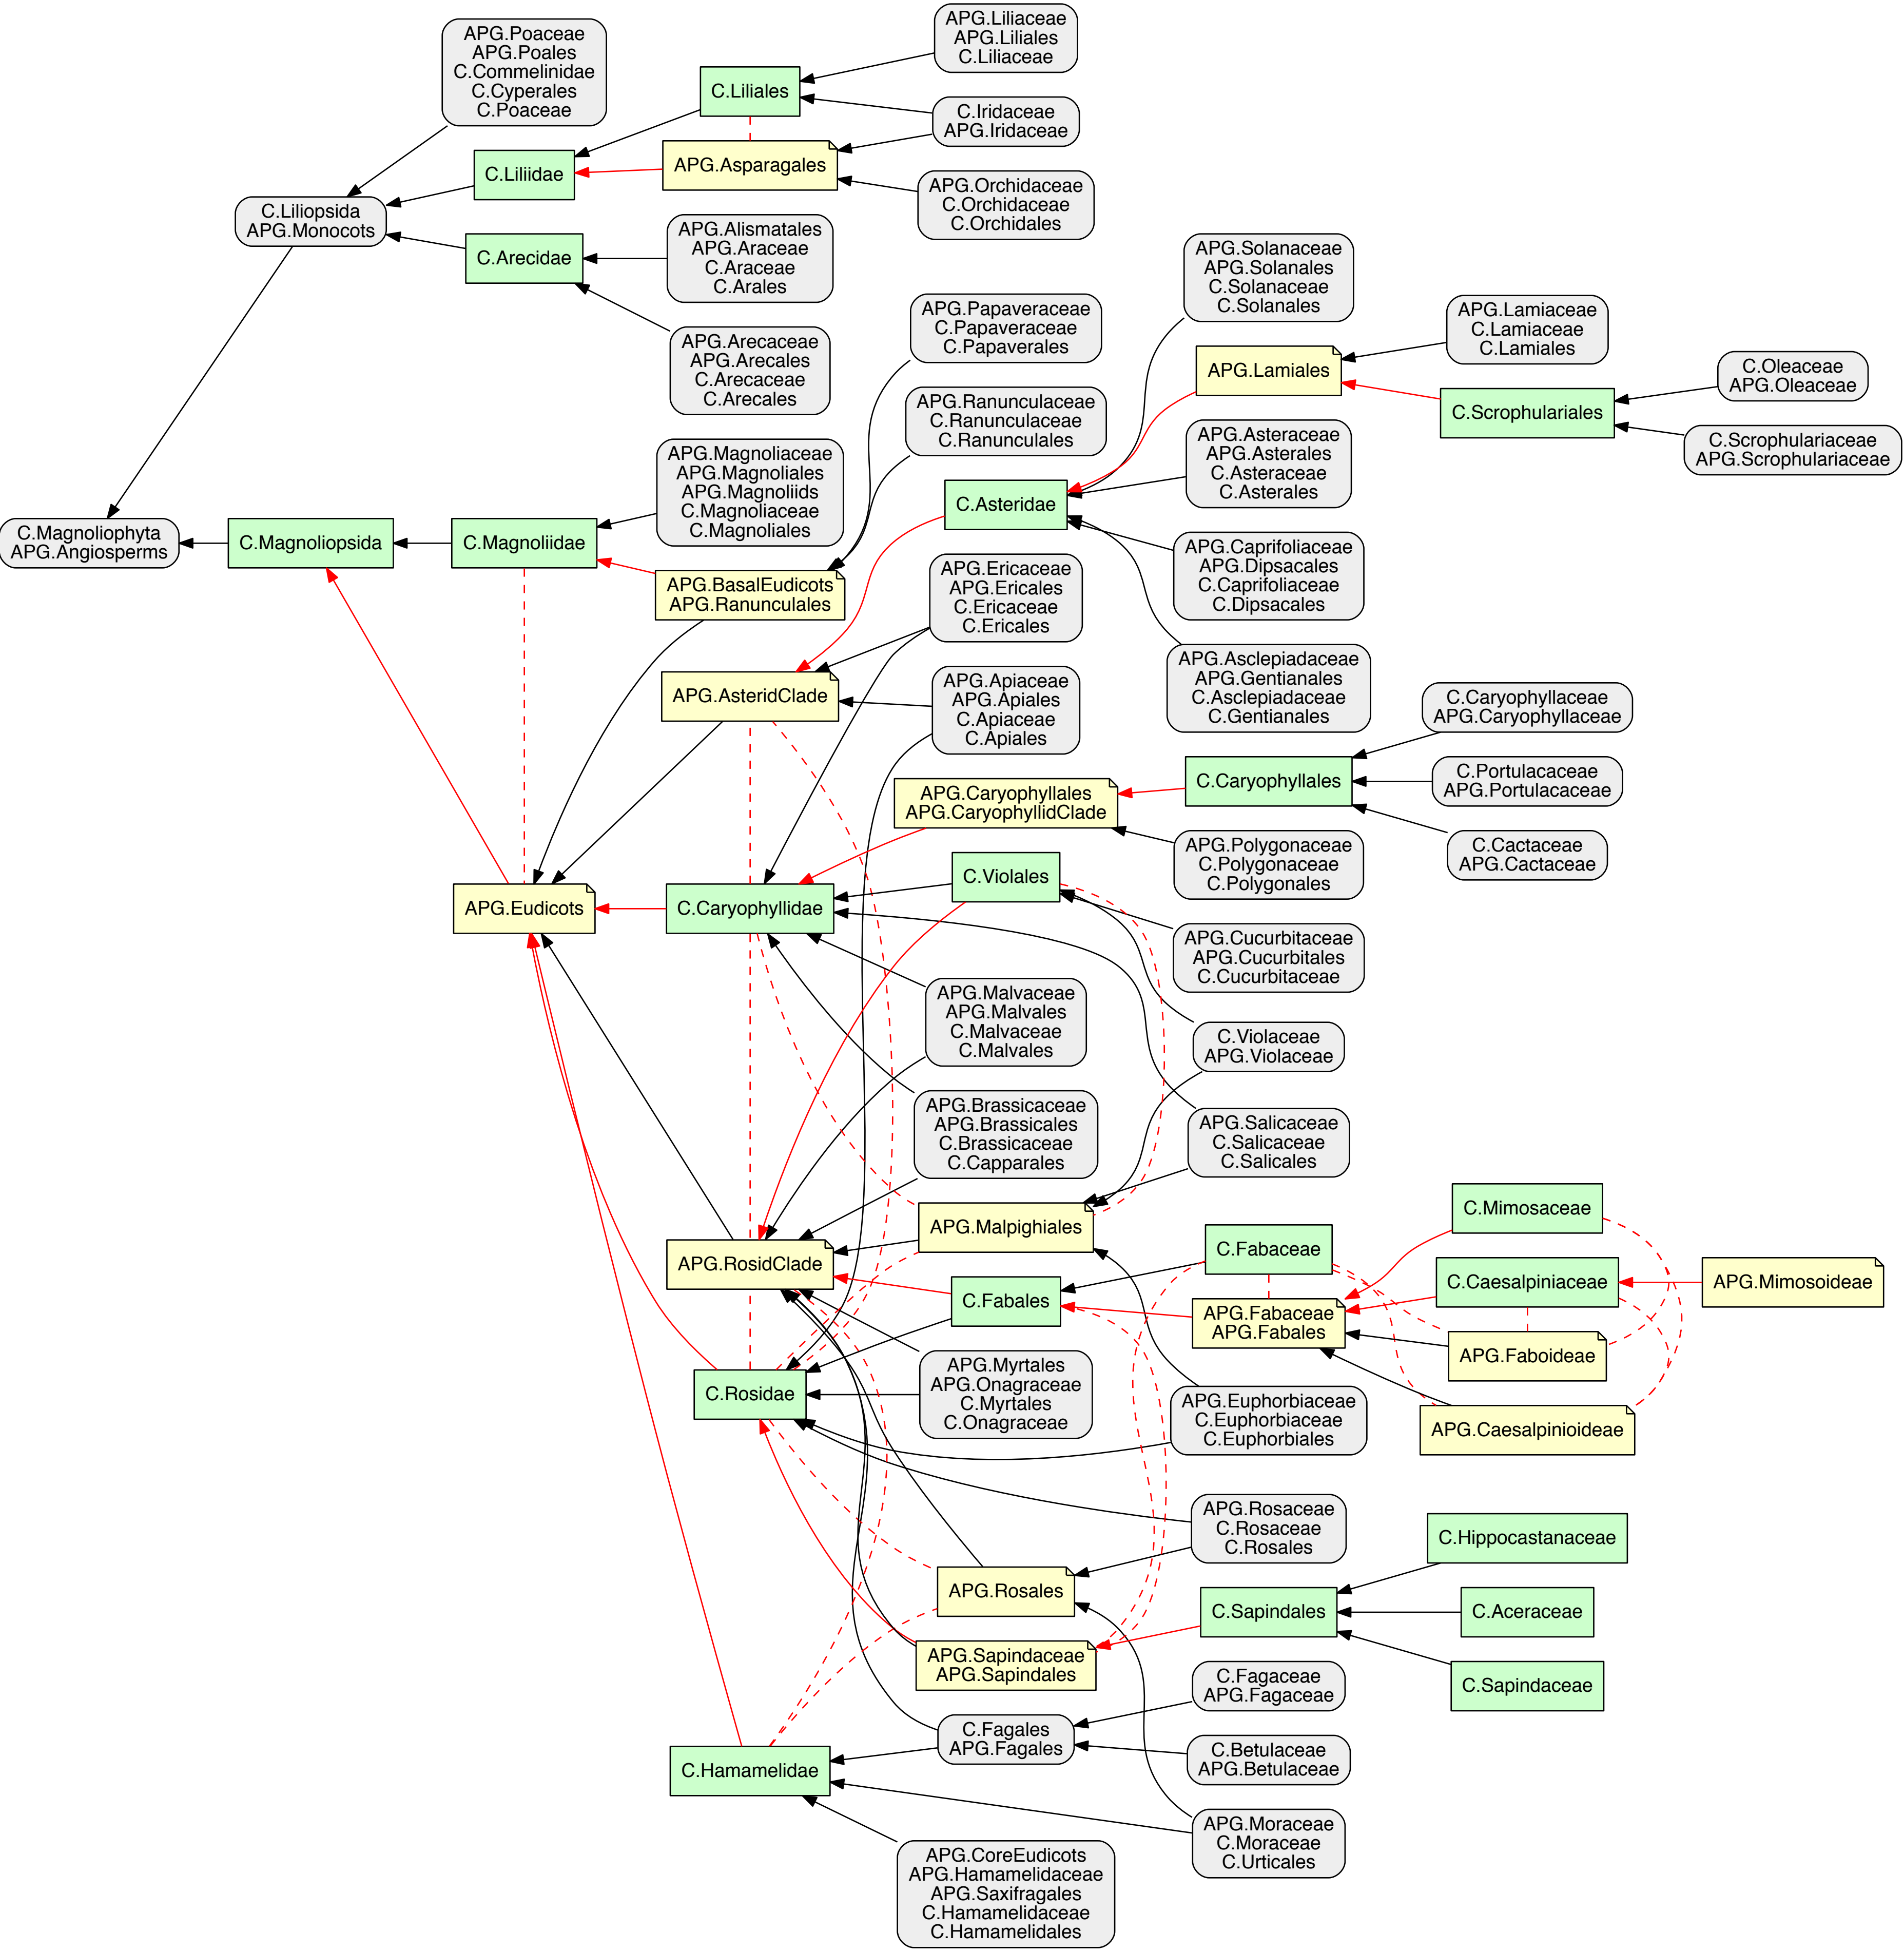 APG.Poaceae
APG.Poales
C.Commelinidae
C.Cyperales
C.Poaceae
C.Liliales
APG.Liliaceae
APG.Liliales
C.Liliaceae
C.Iridaceae
APG.Iridaceae
C.Liliidae
APG.Asparagales
APG.Orchidaceae
C.Orchidaceae
C.Orchidales
C.Liliopsida
APG.Monocots
C.Arecidae
APG.Alismatales
APG.Araceae
C.Araceae
C.Arales
APG.Arecaceae
APG.Arecales
C.Arecaceae
C.Arecales
APG.Papaveraceae
C.Papaveraceae
C.Papaverales
APG.Ranunculaceae
C.Ranunculaceae
C.Ranunculales
APG.Solanaceae
APG.Solanales
C.Solanaceae
C.Solanales
APG.Lamiales
APG.Lamiaceae
C.Lamiaceae
C.Lamiales
C.Scrophulariales
C.Oleaceae
APG.Oleaceae
C.Scrophulariaceae
APG.Scrophulariaceae
APG.Asteraceae
APG.Asterales
C.Asteraceae
C.Asterales
C.Asteridae
APG.Magnoliaceae
APG.Magnoliales
APG.Magnoliids
C.Magnoliaceae
C.Magnoliales
C.Magnoliophyta
APG.Angiosperms
C.Magnoliopsida
C.Magnoliidae
APG.BasalEudicots
APG.Ranunculales
APG.Ericaceae
APG.Ericales
C.Ericaceae
C.Ericales
APG.Caprifoliaceae
APG.Dipsacales
C.Caprifoliaceae
C.Dipsacales
APG.Asclepiadaceae
APG.Gentianales
C.Asclepiadaceae
C.Gentianales
APG.AsteridClade
APG.Apiaceae
APG.Apiales
C.Apiaceae
C.Apiales
C.Caryophyllaceae
APG.Caryophyllaceae
C.Caryophyllales
C.Portulacaceae
APG.Portulacaceae
C.Cactaceae
APG.Cactaceae
APG.Caryophyllales
APG.CaryophyllidClade
APG.Polygonaceae
C.Polygonaceae
C.Polygonales
C.Violales
APG.Eudicots
C.Caryophyllidae
APG.Cucurbitaceae
APG.Cucurbitales
C.Cucurbitaceae
APG.Malvaceae
APG.Malvales
C.Malvaceae
C.Malvales
C.Violaceae
APG.Violaceae
APG.Brassicaceae
APG.Brassicales
C.Brassicaceae
C.Capparales
APG.Salicaceae
C.Salicaceae
C.Salicales
APG.Malpighiales
APG.RosidClade
C.Fabales
C.Fabaceae
APG.Fabaceae
APG.Fabales
C.Mimosaceae
C.Caesalpiniaceae
APG.Mimosoideae
APG.Faboideae
APG.Caesalpinioideae
C.Rosidae
APG.Myrtales
APG.Onagraceae
C.Myrtales
C.Onagraceae
APG.Euphorbiaceae
C.Euphorbiaceae
C.Euphorbiales
APG.Rosaceae
C.Rosaceae
C.Rosales
APG.Rosales
C.Hippocastanaceae
C.Sapindales
C.Aceraceae
C.Sapindaceae
APG.Sapindaceae
APG.Sapindales
C.Fagaceae
APG.Fagaceae
C.Fagales
APG.Fagales
C.Betulaceae
APG.Betulaceae
C.Hamamelidae
APG.Moraceae
C.Moraceae
C.Urticales
APG.CoreEudicots
APG.Hamamelidaceae
APG.Saxifragales
C.Hamamelidaceae
C.Hamamelidales